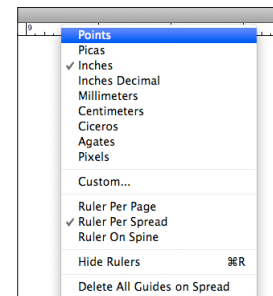 9
Points
Picas
✓ Inches
Inches Decimal
Millimeters
Centimeters
Ciceros
Agates
Pixels
Custom...
Ruler Per Page
✓ Ruler Per Spread
Ruler On Spine
Hide Rulers ⌘R
Delete All Guides on Spread